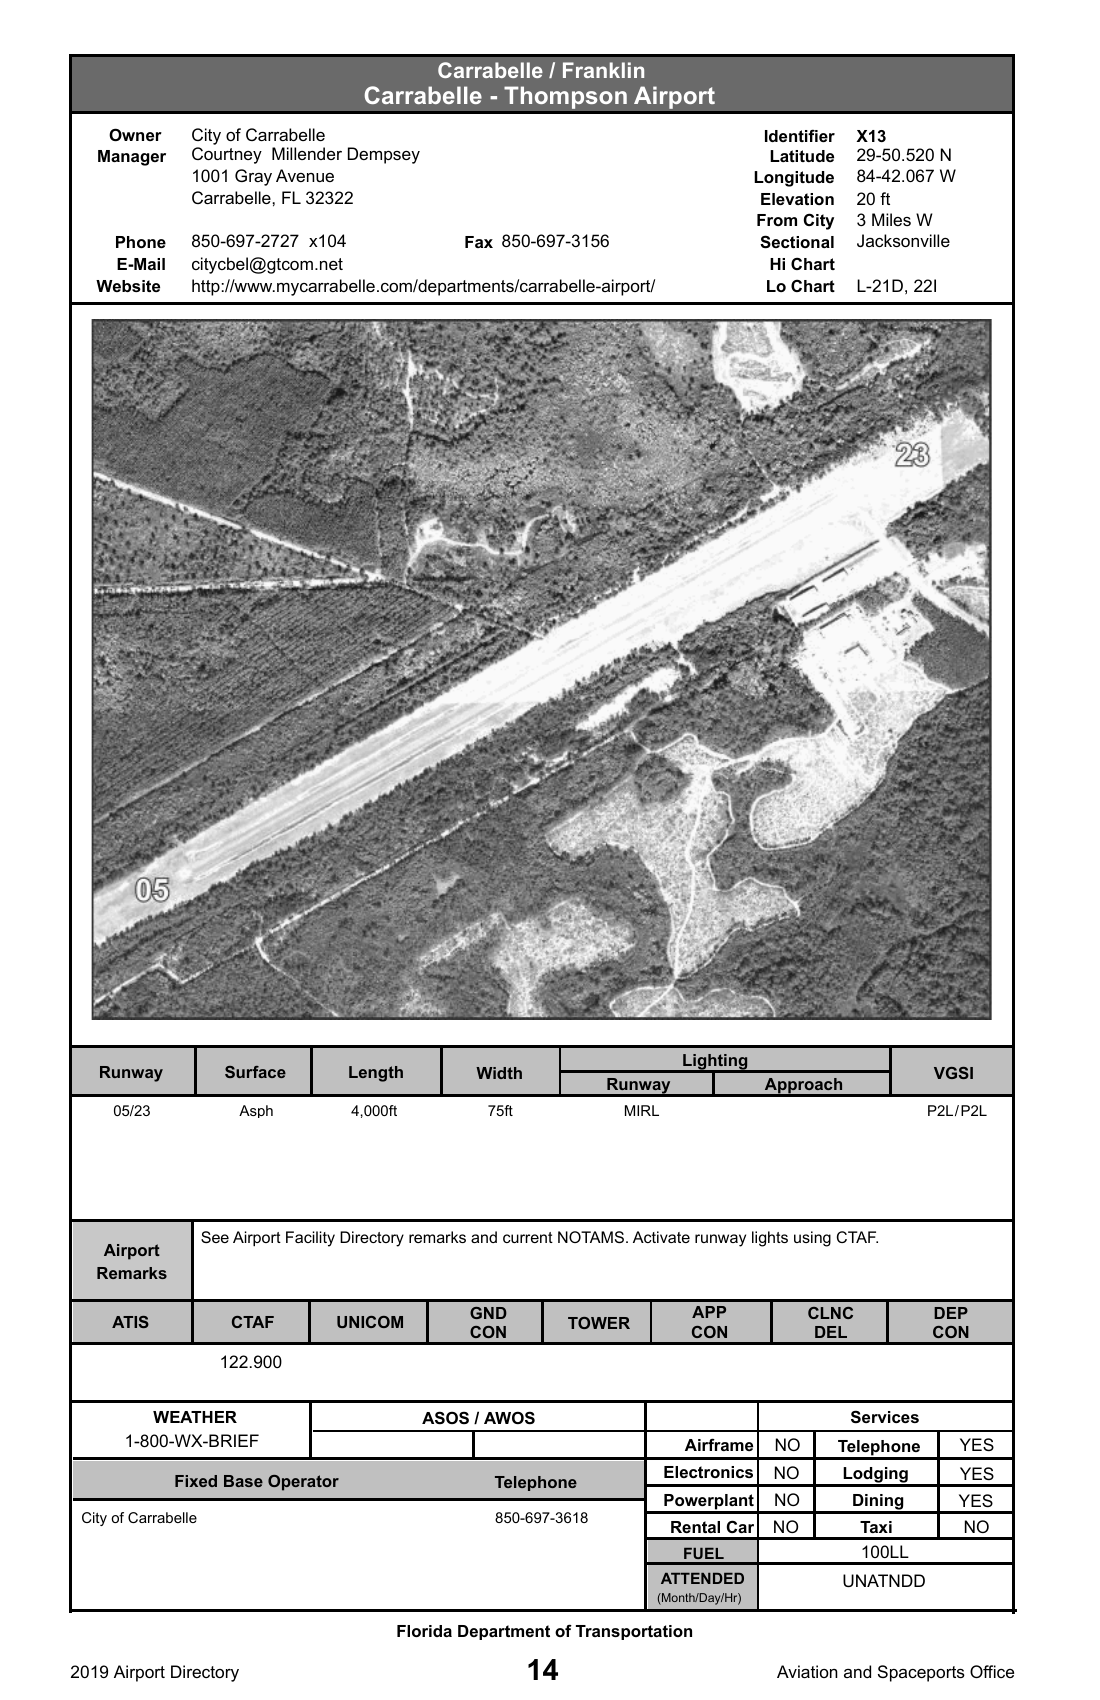 Carrabelle / Franklin
Carrabelle - Thompson Airport
Owner City of Carrabelle
Manager Courtney Millender Dempsey
1001 Gray Avenue
Carrabelle, FL 32322
Phone 850-697-2727 x104 Fax 850-697-3156
E-Mail citycbel@gtcom.net
Website http://www.mycarrabelle.com/departments/carrabelle-airport/
Identifier X13
Latitude 29-50.520 N
Longitude 84-42.067 W
Elevation 20 ft
From City 3 Miles W
Sectional Jacksonville
Hi Chart
Lo Chart L-21D, 22I
23
05
Runway Surface Length Width Lighting VGSI
Runway Approach
05/23 Asph 4,000ft 75ft MIRL P2L/P2L
Airport Remarks
See Airport Facility Directory remarks and current NOTAMS. Activate runway lights using CTAF.
ATIS CTAF UNICOM GND CON TOWER APP CON CLNC DEL DEP CON
122.900
WEATHER ASOS / AWOS
1-800-WX-BRIEF
Fixed Base Operator Telephone
City of Carrabelle 850-697-3618
Services
Airframe NO Telephone YES
Electronics NO Lodging YES
Powerplant NO Dining YES
Rental Car NO Taxi NO
FUEL 100LL
ATTENDED UNATNDD
(Month/Day/Hr)
Florida Department of Transportation
2019 Airport Directory 14 Aviation and Spaceports Office